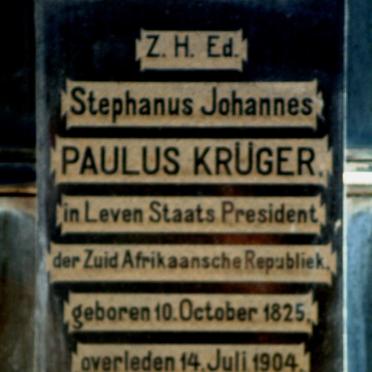 Z. H. Ed.
Stephanus Johannes
PAULUS KRÜGER.
in Leven Staats President
der Zuid Afrikaansche Republiek.
geboren 10. October 1825.
overleden 14. Juli 1904.